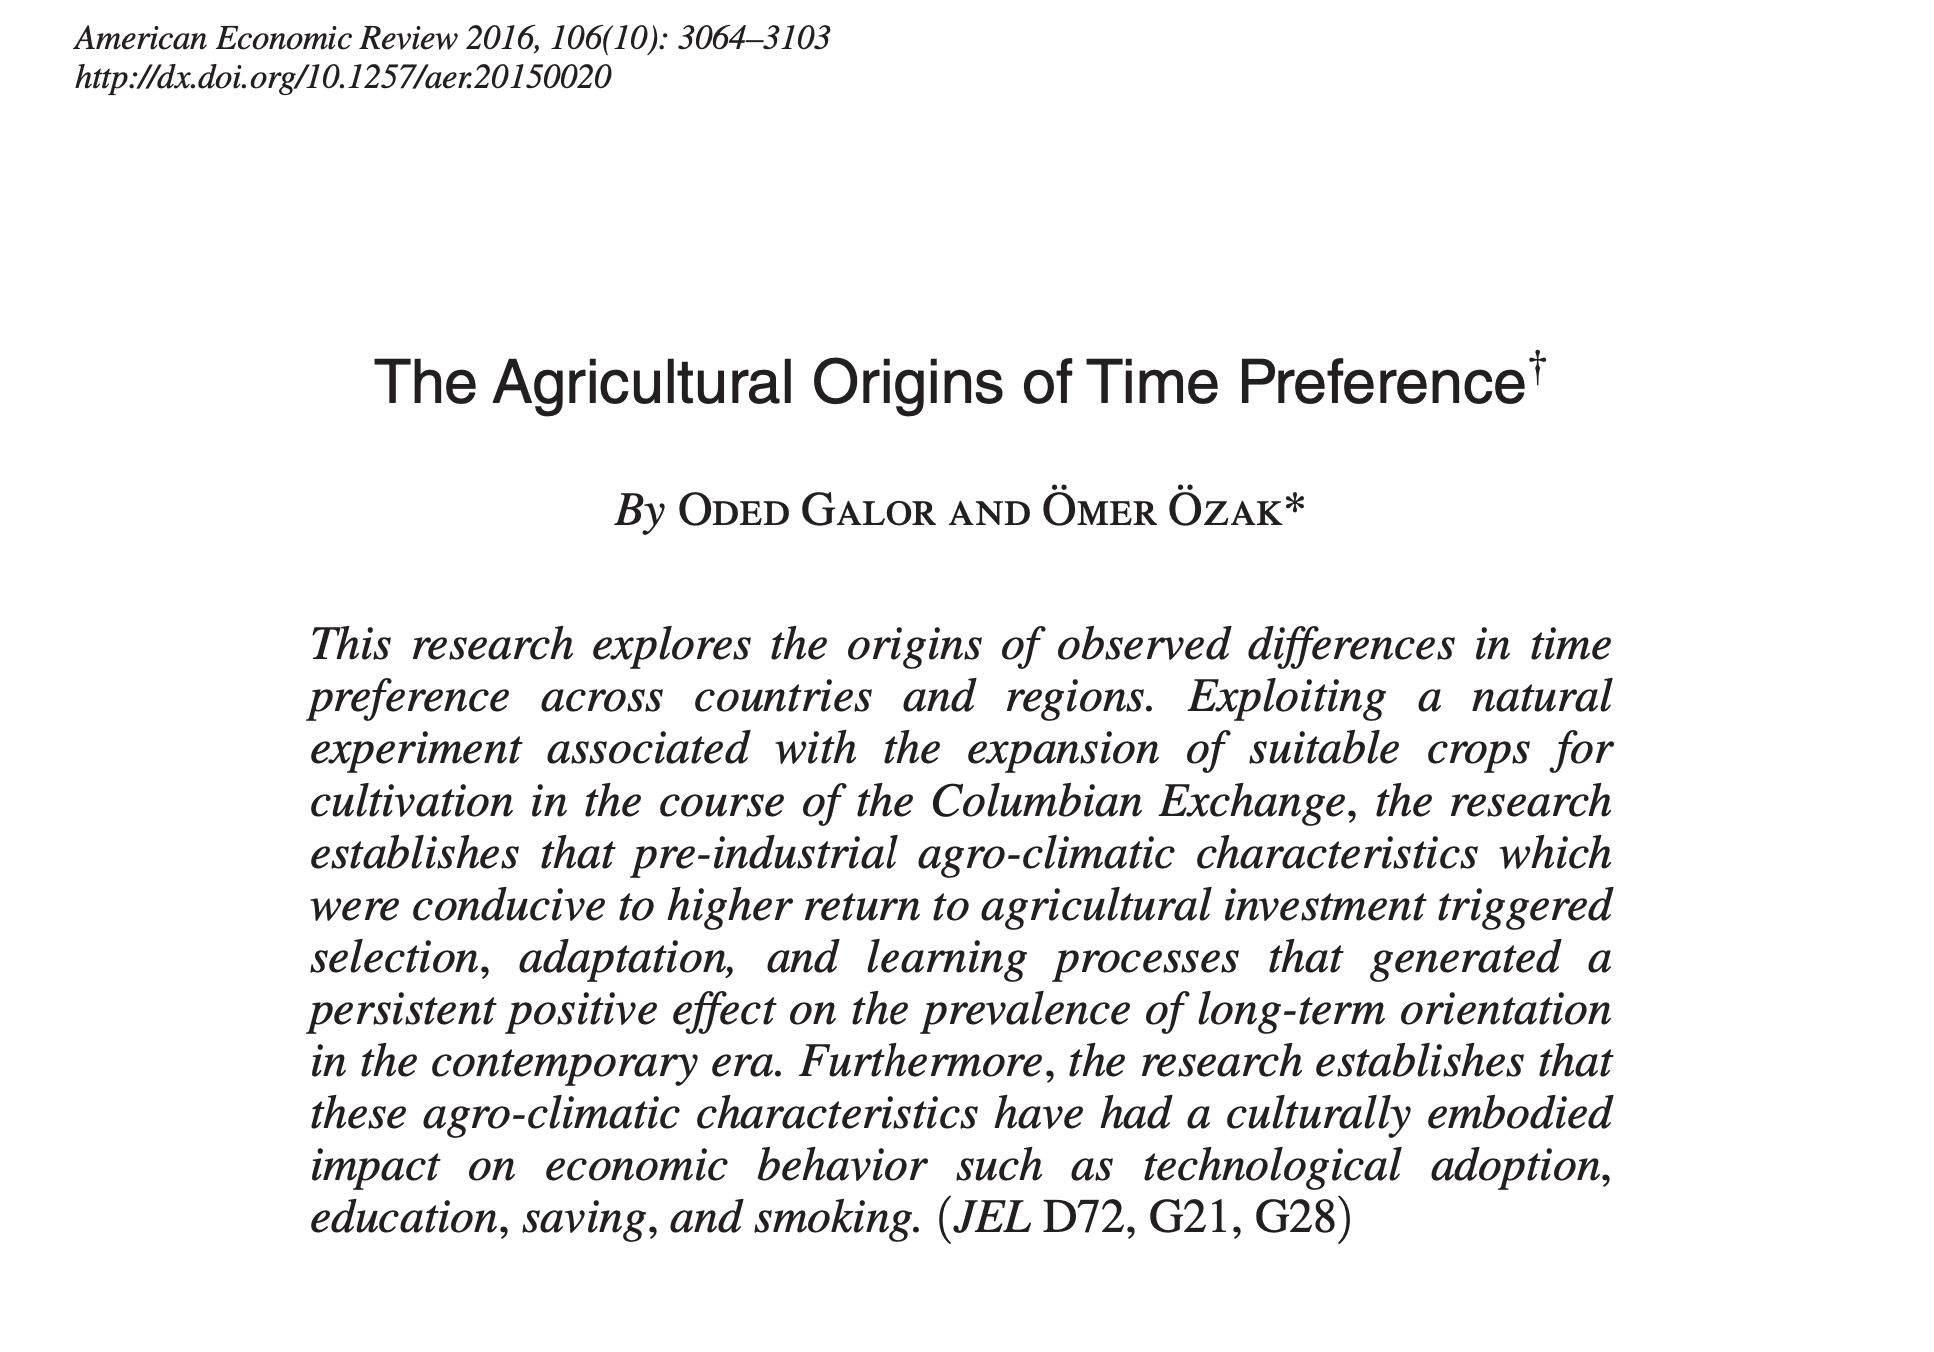 American Economic Review 2016, 106(10): 3064–3103
http://dx.doi.org/10.1257/aer.20150020
The Agricultural Origins of Time Preference†
By Oded Galor and Ömer Özak*
This research explores the origins of observed differences in time
preference across countries and regions. Exploiting a natural
experiment associated with the expansion of suitable crops for
cultivation in the course of the Columbian Exchange, the research
establishes that pre-industrial agro-climatic characteristics which
were conducive to higher return to agricultural investment triggered
selection, adaptation, and learning processes that generated a
persistent positive effect on the prevalence of long-term orientation
in the contemporary era. Furthermore, the research establishes that
these agro-climatic characteristics have had a culturally embodied
impact on economic behavior such as technological adoption,
education, saving, and smoking. (JEL D72, G21, G28)